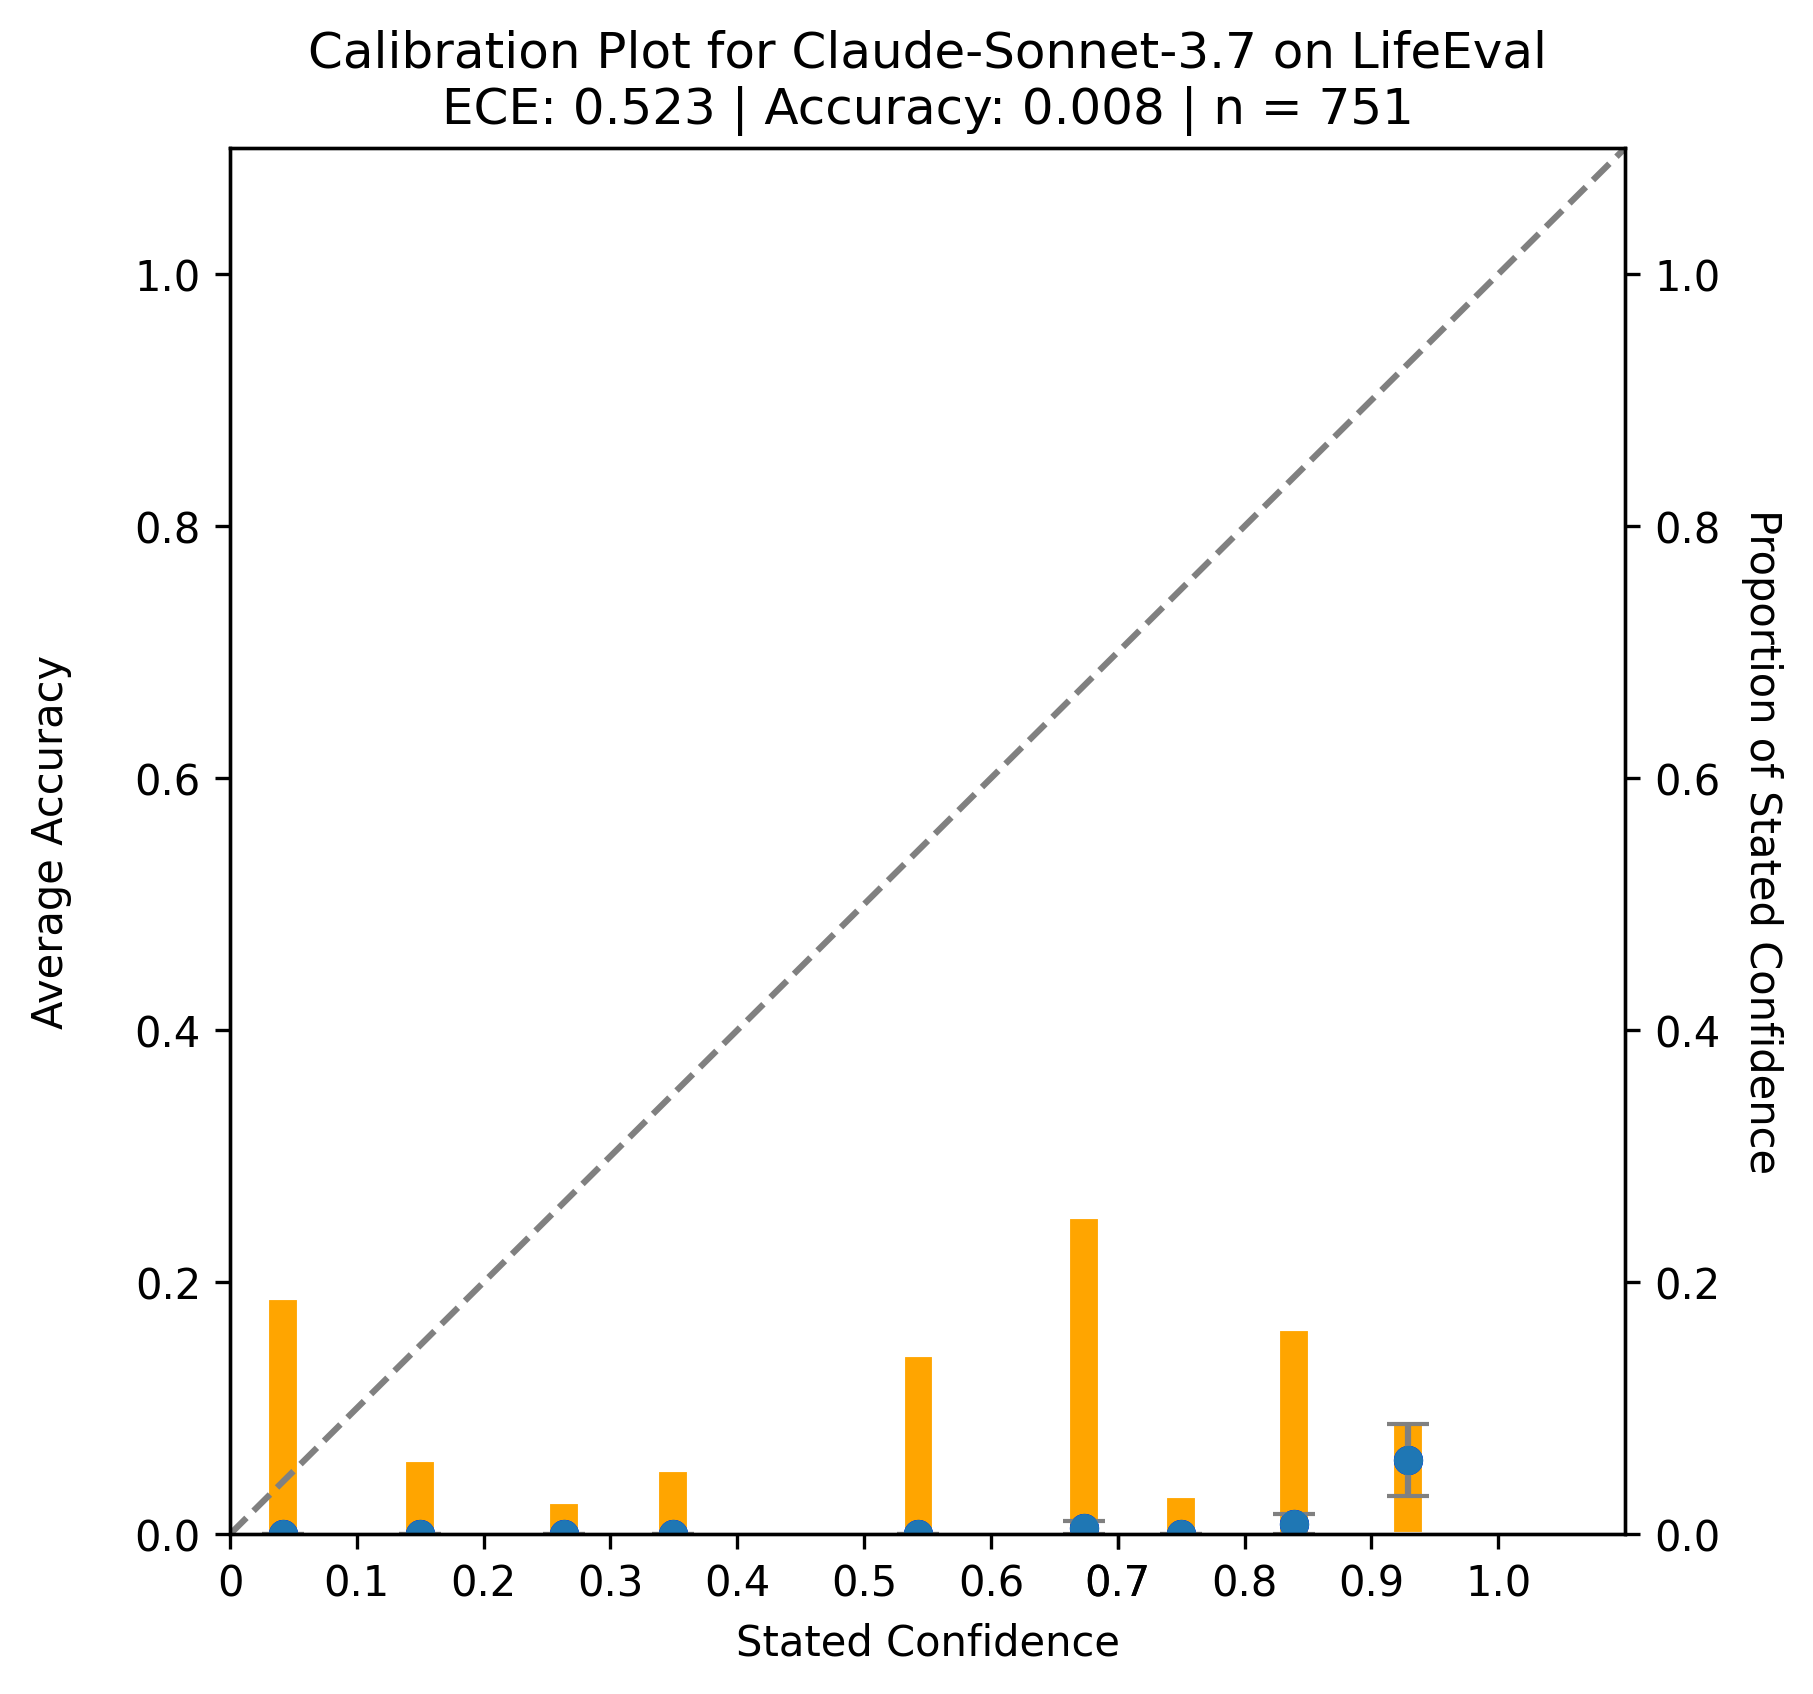 Calibration Plot for Claude-Sonnet-3.7 on LifeEval
ECE: 0.523 | Accuracy: 0.008 | n = 751
Average Accuracy
1.0
0.8
0.6
0.4
0.2
0.0
1.0
0.8
0.6
0.4
0.2
0.0
Proportion of Stated Confidence
0 0.1 0.2 0.3 0.4 0.5 0.6 0.7 0.8 0.9 1.0
Stated Confidence